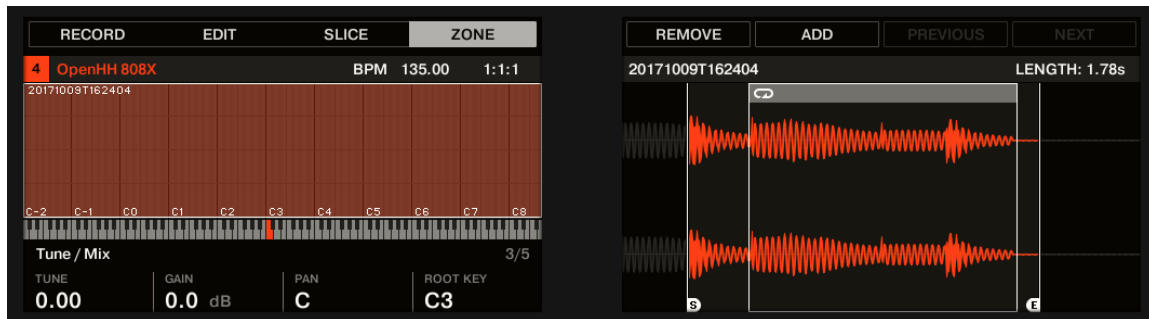 RECORD EDIT SLICE ZONE
4 OpenHH 808X BPM 135.00 1:1:1
20171009T162404
C-2 C-1 C0 C1 C2 C3 C4 C5 C6 C7 C8
Tune / Mix 3/5
TUNE GAIN PAN ROOT KEY
0.00 0.0 dB C C3
REMOVE ADD PREVIOUS NEXT
20171009T162404 LENGTH: 1.78s
S E